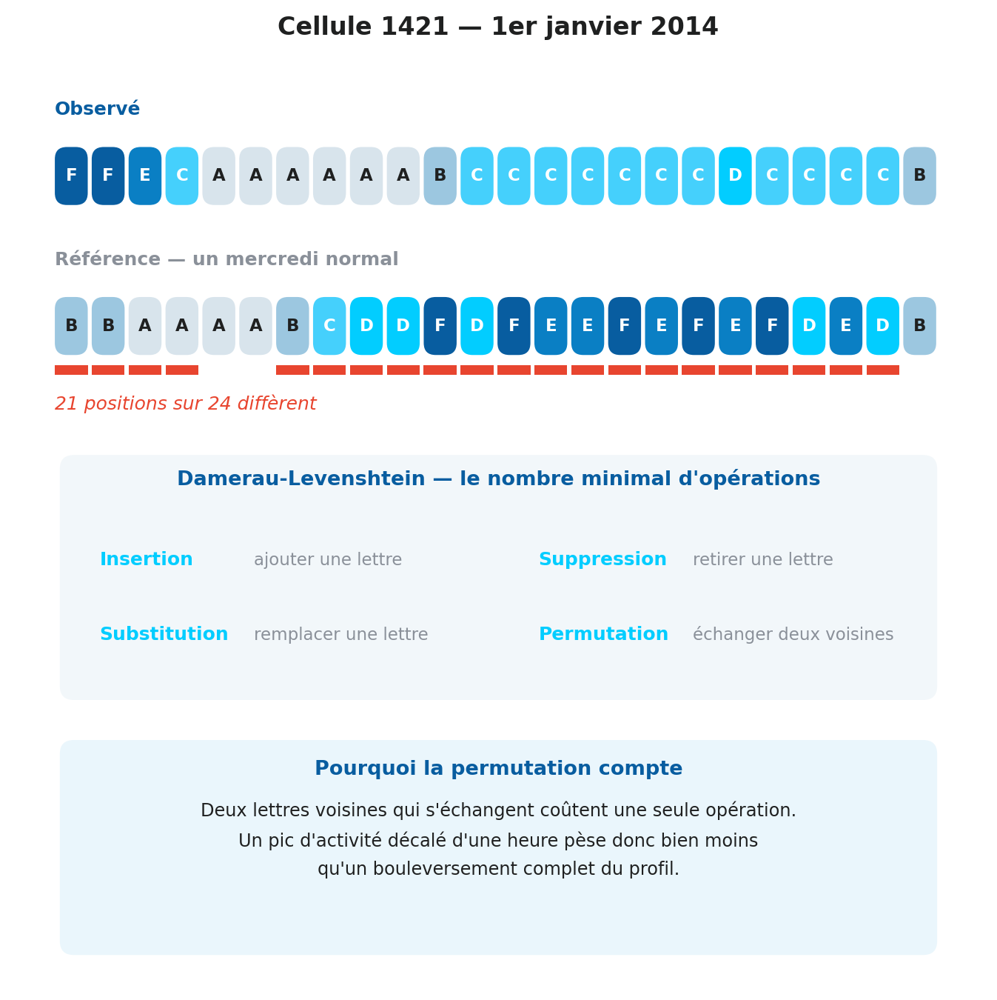 Cellule 1421 — 1er janvier 2014
Observé
F F E C A A A A A A B C C C C C C C D C C C C B
Référence — un mercredi normal
B B A A A A B C D D F D F E E F E F E F D E D B
21 positions sur 24 diffèrent
Damerau-Levenshtein — le nombre minimal d'opérations
Insertion ajouter une lettre Suppression retirer une lettre
Substitution remplacer une lettre Permutation échanger deux voisines
Pourquoi la permutation compte
Deux lettres voisines qui s'échangent coûtent une seule opération.
Un pic d'activité décalé d'une heure pèse donc bien moins
qu'un bouleversement complet du profil.